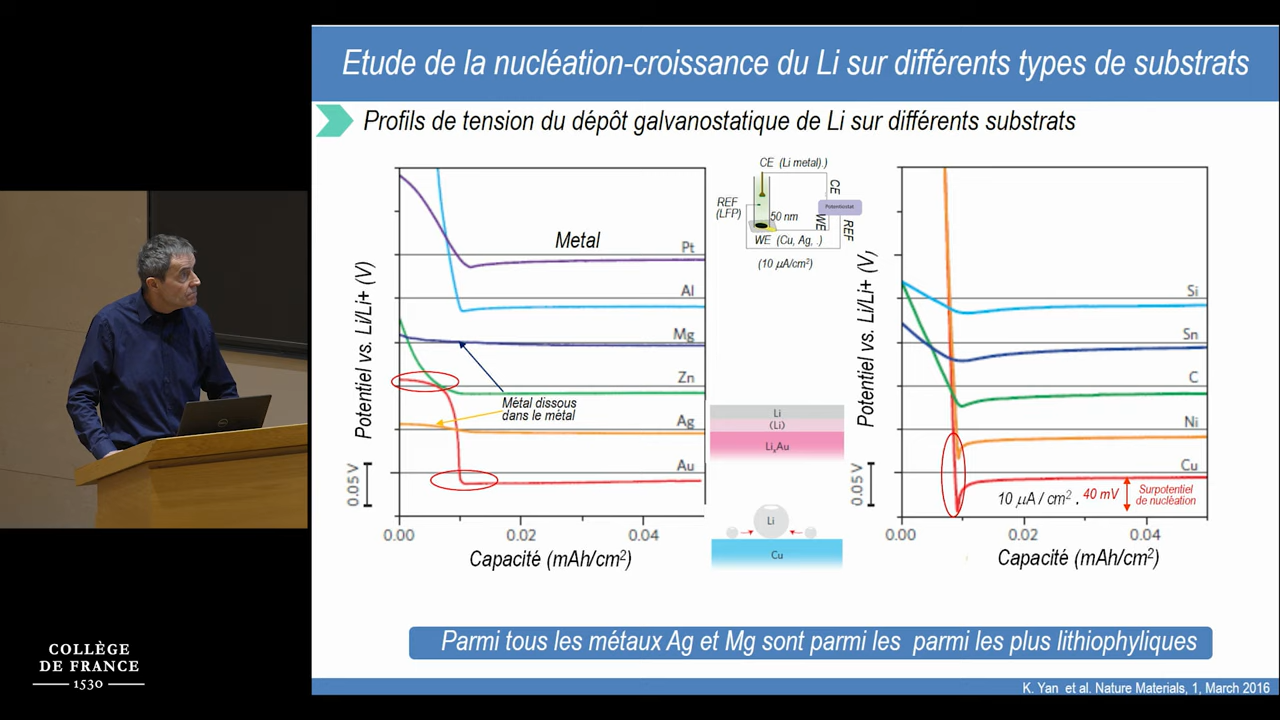 Etude de la nucléation-croissance du Li sur différents types de substrats
Profils de tension du dépôt galvanostatique de Li sur différents substrats
Potentiel vs. Li/Li+ (V)
0.05 V
Metal
Pt
Al
Mg
Zn
Métal dissous
dans le métal
Ag
Au
0.00
0.02
0.04
Capacité (mAh/cm2)
CE (Li metal).)
CE
REF
(LFP)
Potentiostat
50 nm
WE
REF
WE (Cu, Ag, .)
(10 µA/cm2)
Li
(Li)
LixAu
Li
Cu
Potentiel vs. Li/Li+ (V)
0.05 V
Si
Sn
C
Ni
Cu
10 µA / cm2 .
40 mV
Surpotentiel
de nucléation
0.00
0.02
0.04
Capacité (mAh/cm2)
Parmi tous les métaux Ag et Mg sont parmi les parmi les plus lithiophyliques
K. Yan et al. Nature Materials, 1, March 2016
COLLÈGE
DE FRANCE
1530
DELL